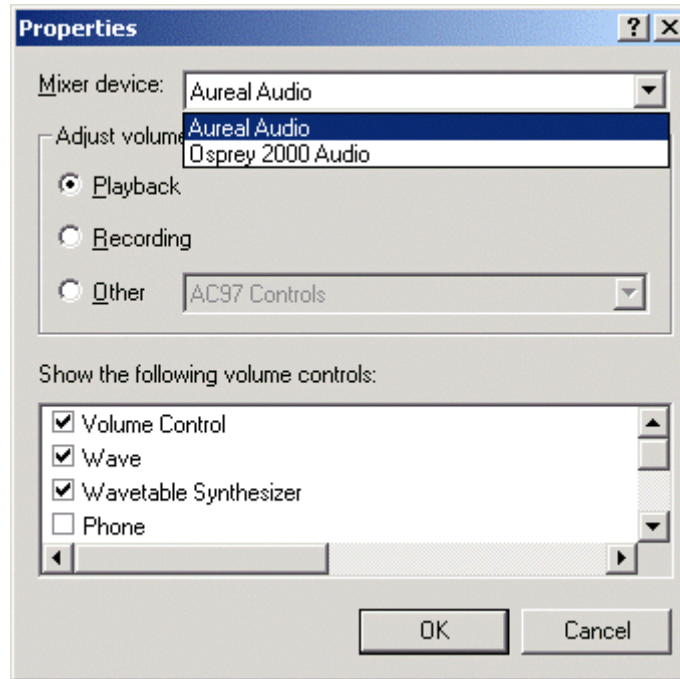 Properties
Mixer device: Aureal Audio
Aureal Audio
Osprey 2000 Audio
Adjust volume
Playback
Recording
Other AC97 Controls
Show the following volume controls:
Volume Control
Wave
Wavetable Synthesizer
Phone
OK Cancel